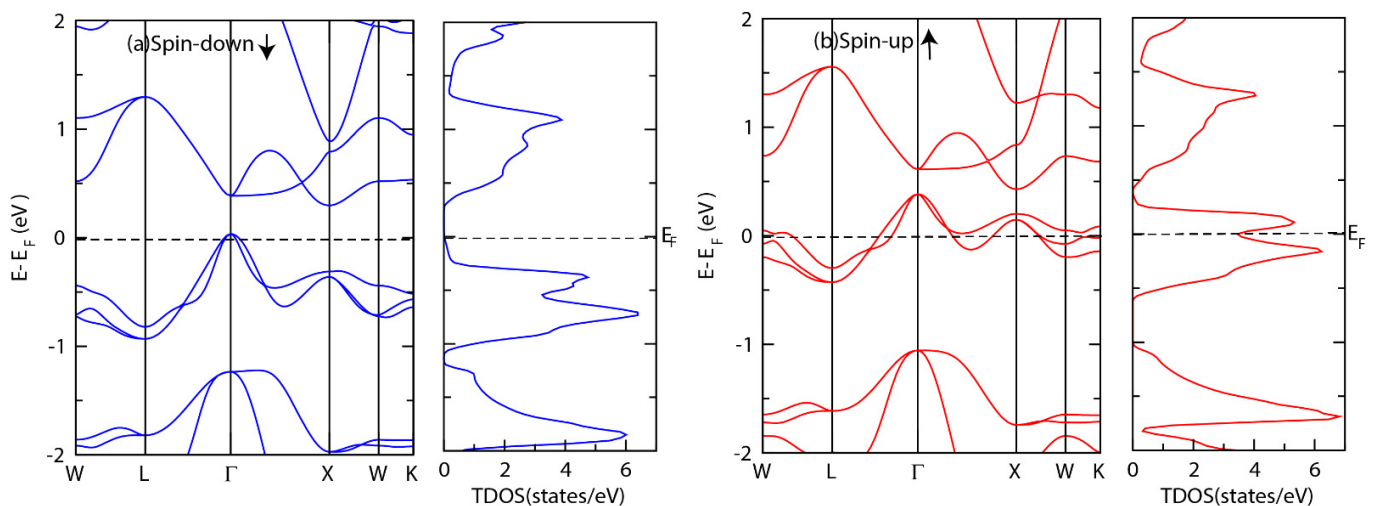 2
1
0
-1
-2
E- E F (eV)
(a)Spin-down
W
L
Γ
X
W
K
E F
0
2
4
6
TDOS(states/eV)
2
1
0
-1
-2
E- E F (eV)
(b)Spin-up
W
L
Γ
X
W
K
E F
0
2
4
6
TDOS(states/eV)